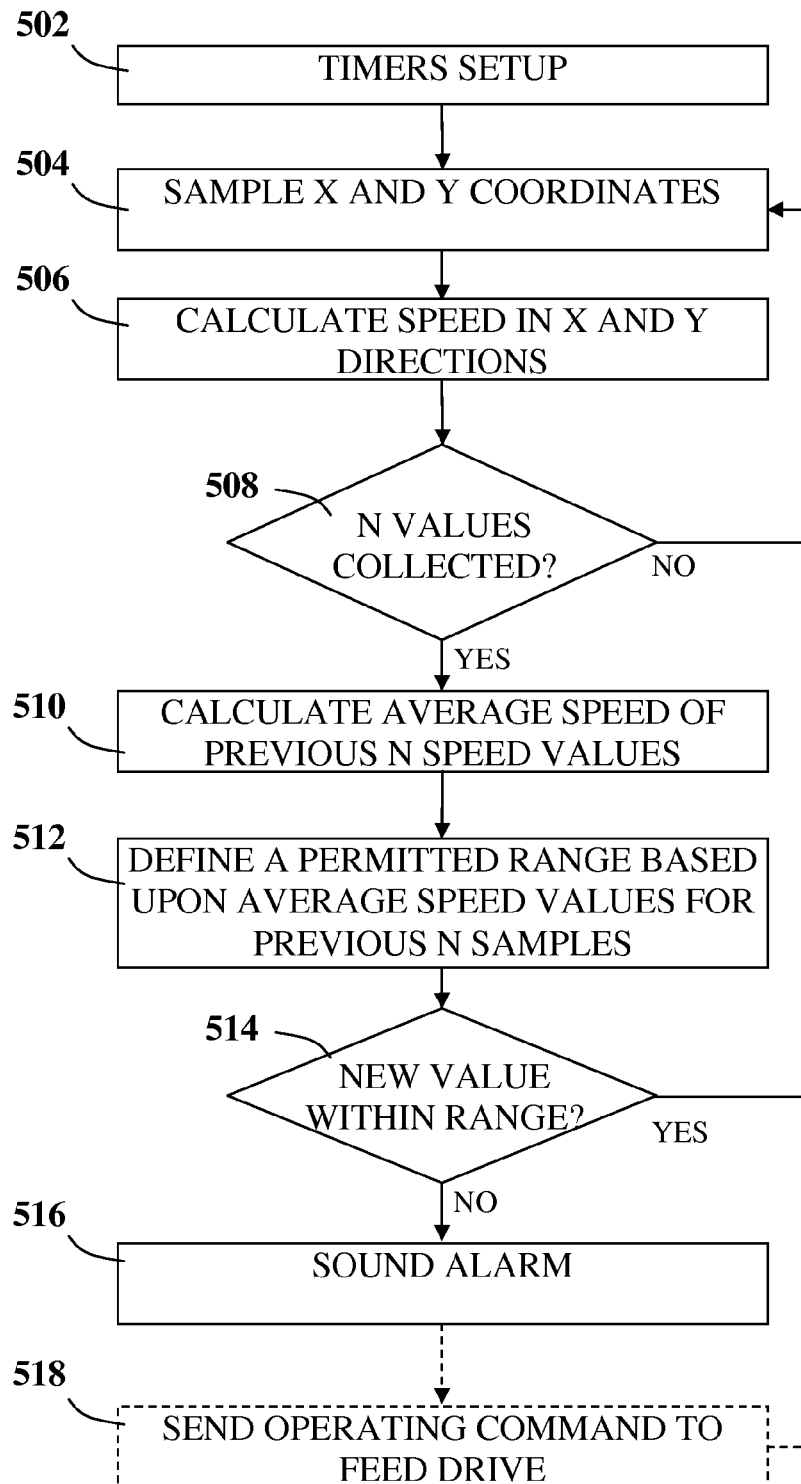 502
TIMERS SETUP
504
SAMPLE X AND Y COORDINATES
506
CALCULATE SPEED IN X AND Y
DIRECTIONS
508
N VALUES
COLLECTED?
NO
YES
510
CALCULATE AVERAGE SPEED OF
PREVIOUS N SPEED VALUES
512
DEFINE A PERMITTED RANGE BASED
UPON AVERAGE SPEED VALUES FOR
PREVIOUS N SAMPLES
514
NEW VALUE
WITHIN RANGE?
YES
NO
516
SOUND ALARM
518
SEND OPERATING COMMAND TO
FEED DRIVE